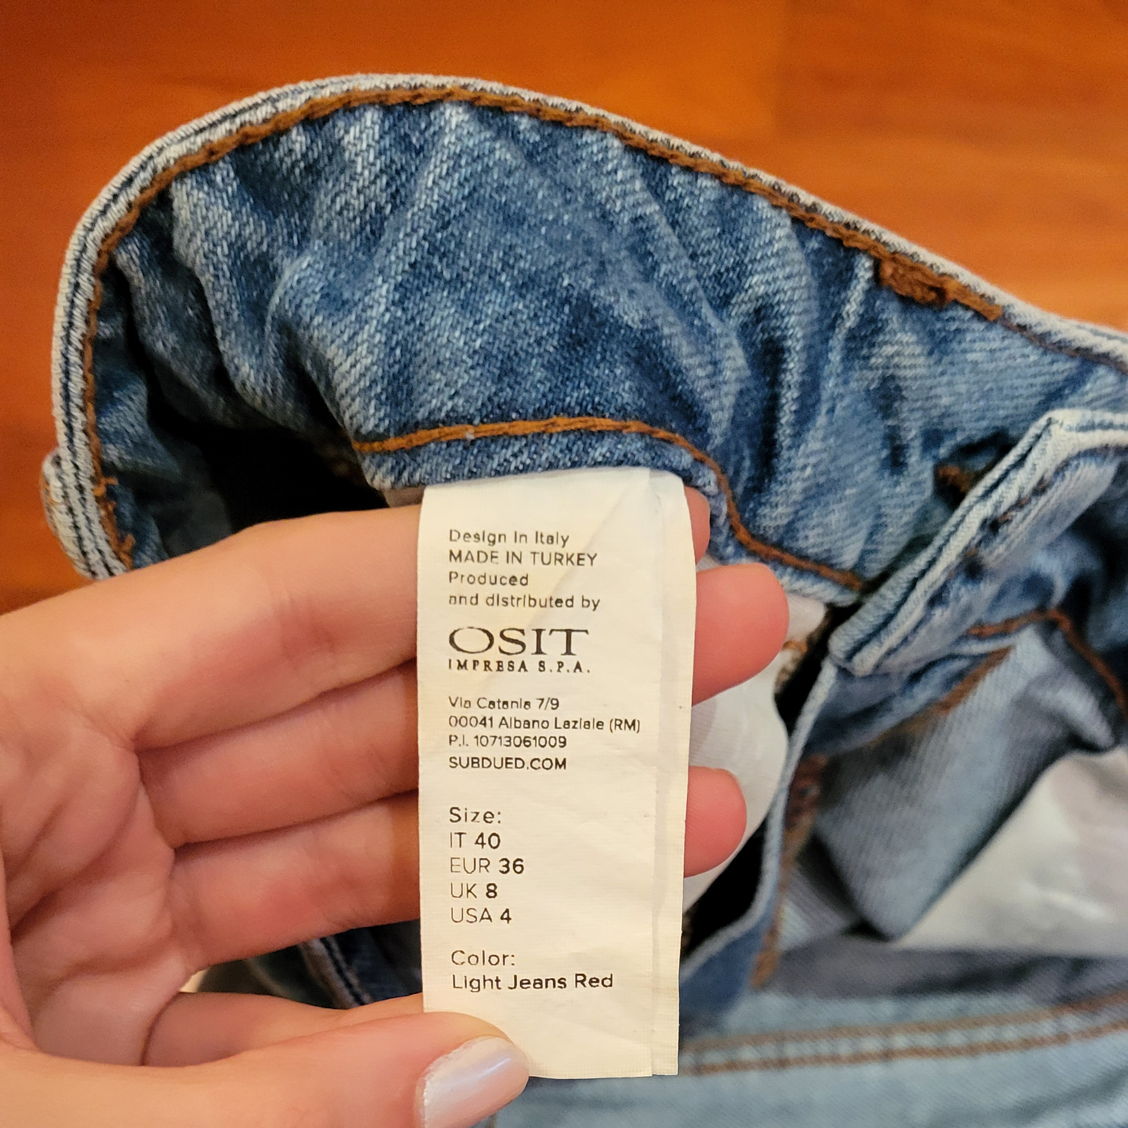 Design in Italy
MADE IN TURKEY
Produced
and distributed by
OSIT
IMPRESA S.P.A.
Via Catania 7/9
00041 Albano Laziale (RM)
P.I. 10713061009
SUBDUED.COM
Size:
IT 40
EUR 36
UK 8
USA 4
Color:
Light Jeans Red